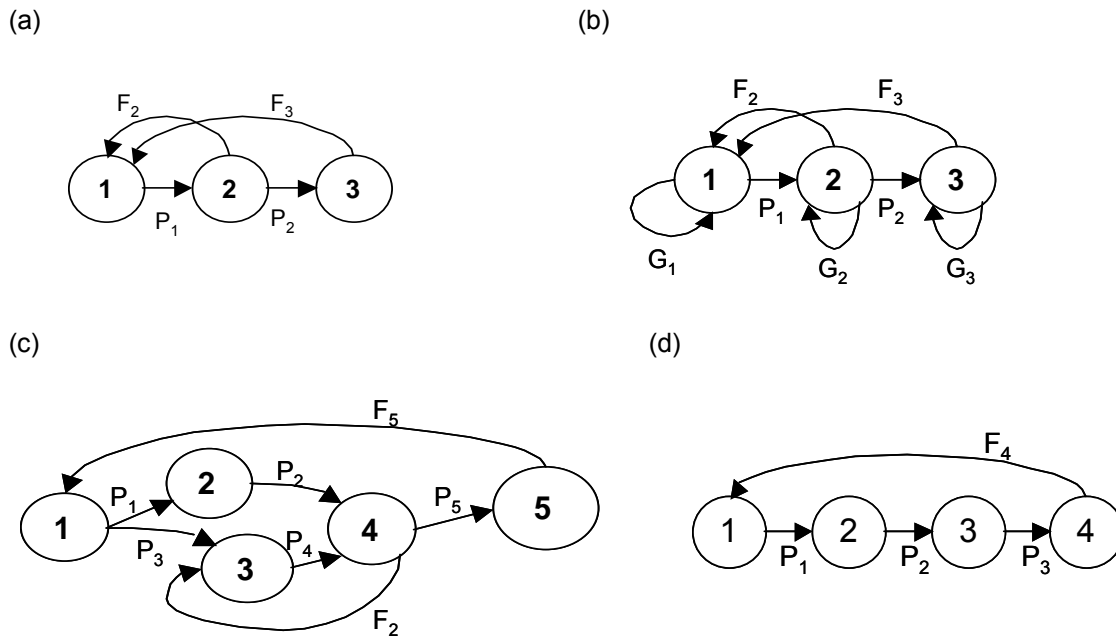 (a)
(b)
F₂ F₃
1 2 3
P₁ P₂
F₂ F₃
1 2 3
P₁ P₂
G₁ G₂ G₃
(c)
(d)
F₅
2
P₁ P₂
1 4 P₅ 5
P₃ 3 P₄
F₂
F₄
1 2 3 4
P₁ P₂ P₃